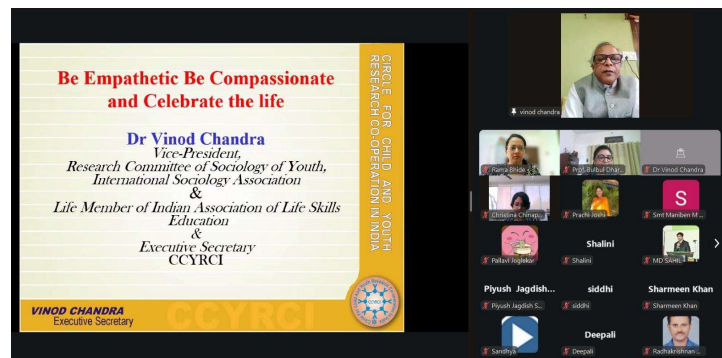 Be Empathetic Be Compassionate
and Celebrate the life
Dr Vinod Chandra
Vice-President,
Research Committee of Sociology of Youth,
International Sociology Association
&
Life Member of Indian Association of Life Skills
Education
&
Executive Secretary
CCYRCI
CIRCLE FOR CHILD AND YOUTH
RESEARCH CO-OPERATION IN INDIA
VINOD CHANDRA
Executive Secretary
CCYRCI
CCYRCI
vinod chandra
Rama Bhide
Prof. Bulbul Dhar...
Dr Vinod Chandra
Christina Chinap...
Prachi Joshi
S
Smt Maniben M ...
Pallavi Joglekar
Shalini
Shalini
MD SAHIL
Piyush Jagdish...
Piyush Jagdish S...
siddhi
siddhi
Sharmeen Khan
Sharmeen Khan
Sandhya
Deepali
Deepali
Radhakrishnan ...